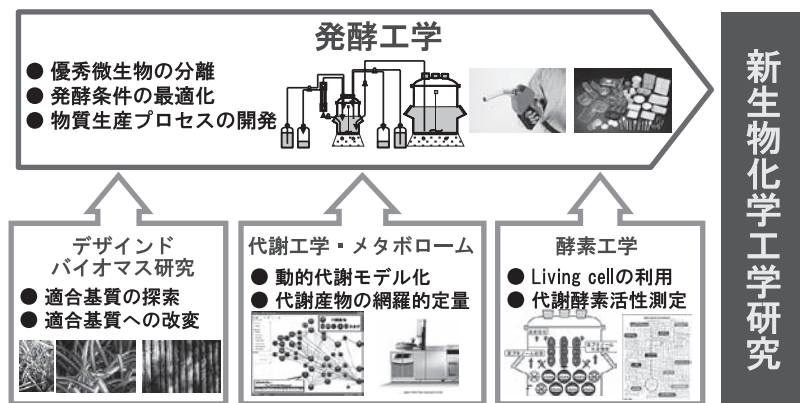 発酵工学
● 優秀微生物の分離
● 発酵条件の最適化
● 物質生産プロセスの開発
新生物化学工学研究
デザインド
バイオマス研究
● 適合基質の探索
● 適合基質への改変
代謝工学・メタボローム
● 動的代謝モデル化
● 代謝産物の網羅的定量
酵素工学
● Living cellの利用
● 代謝酵素活性測定